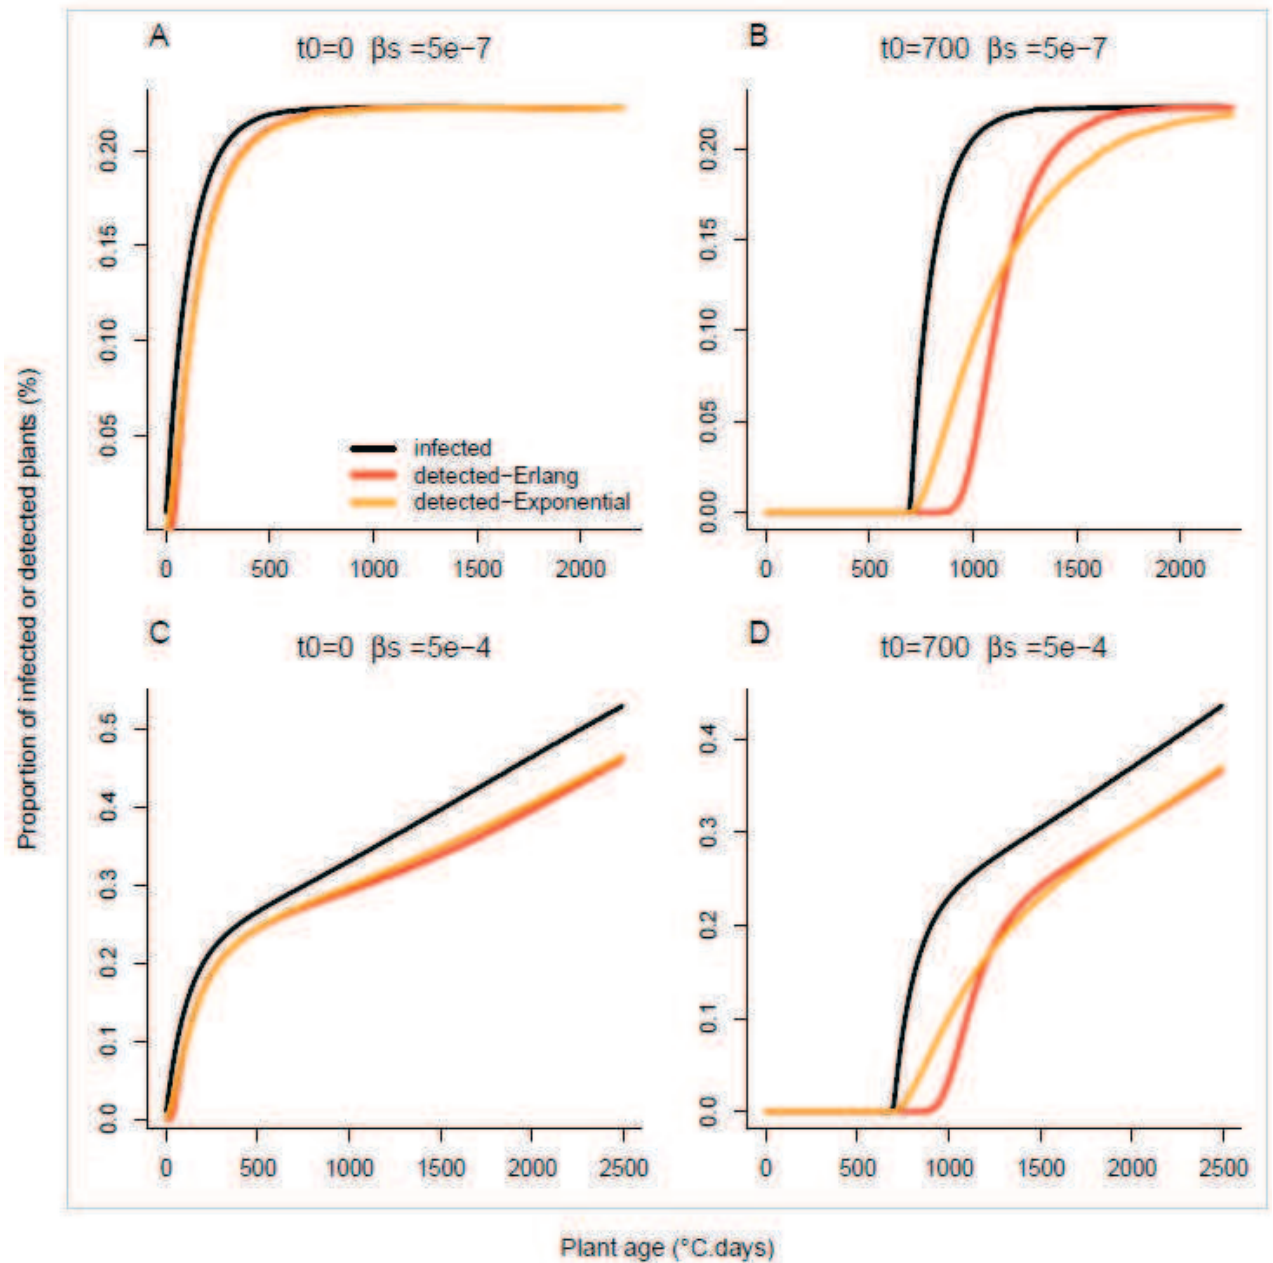 A
t0=0 βs =5e−7
0.05 0.10 0.15 0.20
infected
detected−Erlang
detected−Exponential
0 500 1000 1500 2000
B
t0=700 βs =5e−7
0.00 0.05 0.10 0.15 0.20
0 500 1000 1500 2000
C
t0=0 βs =5e−4
0.0 0.1 0.2 0.3 0.4 0.5
0 500 1000 1500 2000 2500
D
t0=700 βs =5e−4
0.0 0.1 0.2 0.3 0.4
0 500 1000 1500 2000 2500
Proportion of infected or detected plants (%)
Plant age (°C.days)